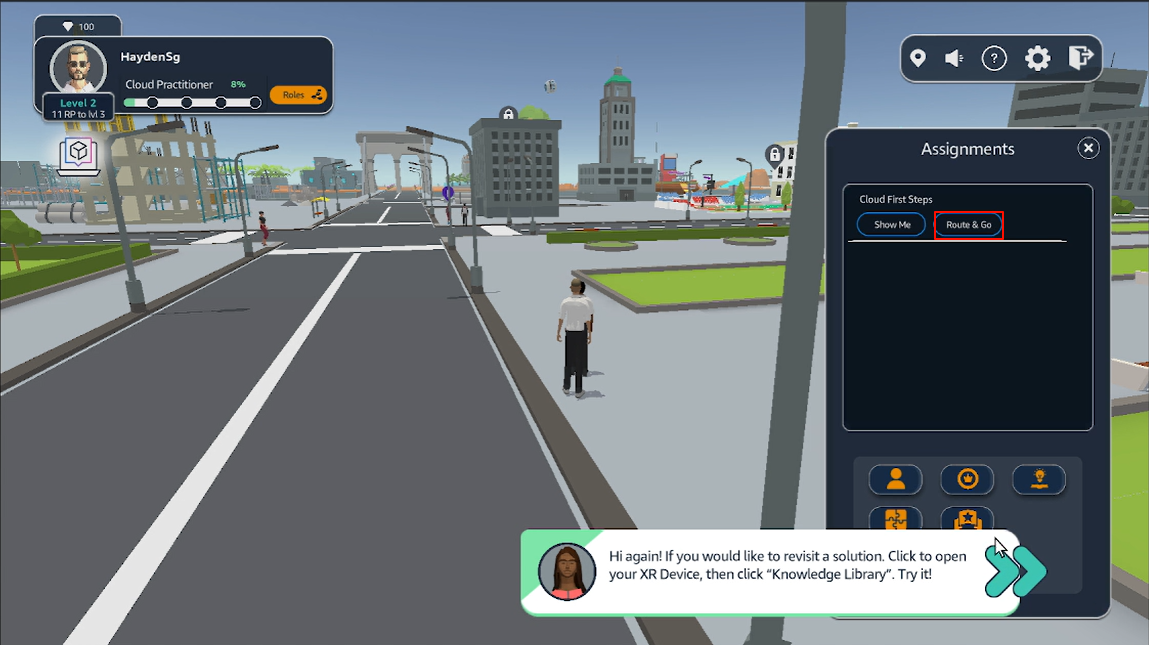 100
HaydenSg
Cloud Practitioner 8%
Roles
Level 2
11 RP to lvl 3
?
Assignments
Cloud First Steps
Show Me
Route & Go
Hi again! If you would like to revisit a solution. Click to open
your XR Device, then click “Knowledge Library”. Try it!